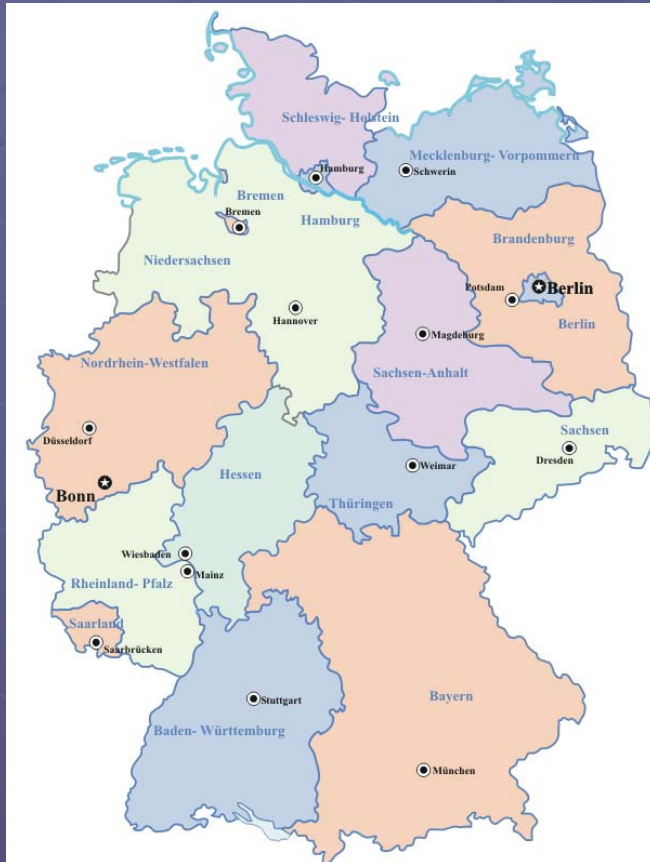 Schleswig- Holstein
Mecklenburg- Vorpommern
Hamburg
Schwerin
Bremen
Bremen
Hamburg
Brandenburg
Niedersachsen
Potsdam
Berlin
Hannover
Berlin
Magdeburg
Nordrhein-Westfalen
Sachsen-Anhalt
Düsseldorf
Sachsen
Dresden
Hessen
Weimar
Bonn
Thüringen
Wiesbaden
Mainz
Rheinland- Pfalz
Saarland
Saarbrücken
Stuttgart
Bayern
Baden- Württemburg
München